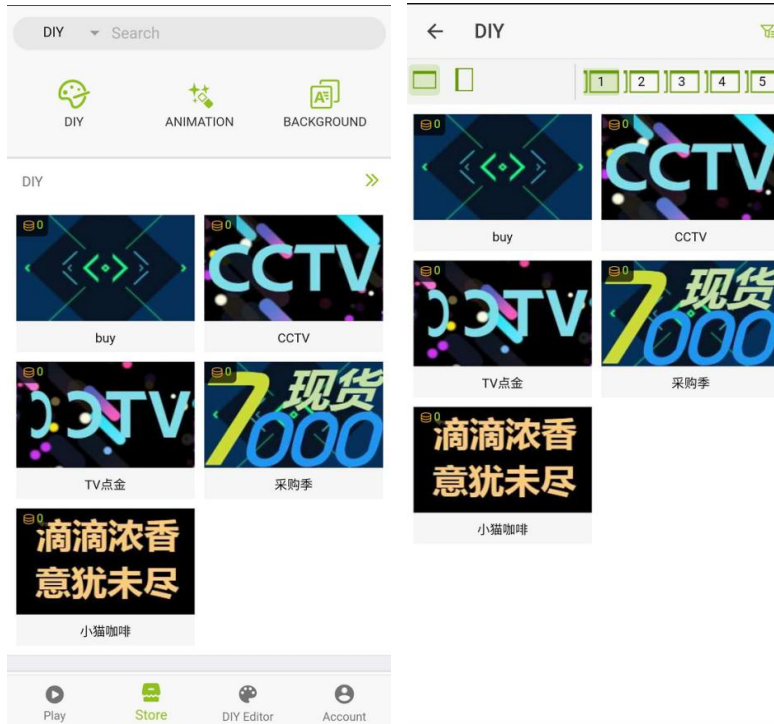 DIY Search
DIY ANIMATION BACKGROUND
DIY
0 0
CCTV
buy CCTV
0 0
CCTV
现货
7000
TV点金 采购季
0
滴滴浓香
意犹未尽
小猫咖啡
Play Store DIY Editor Account
DIY
1 1 2 3 4 5
0 0
CCTV
buy CCTV
0 0
CCTV
现货
7000
TV点金 采购季
0
滴滴浓香
意犹未尽
小猫咖啡